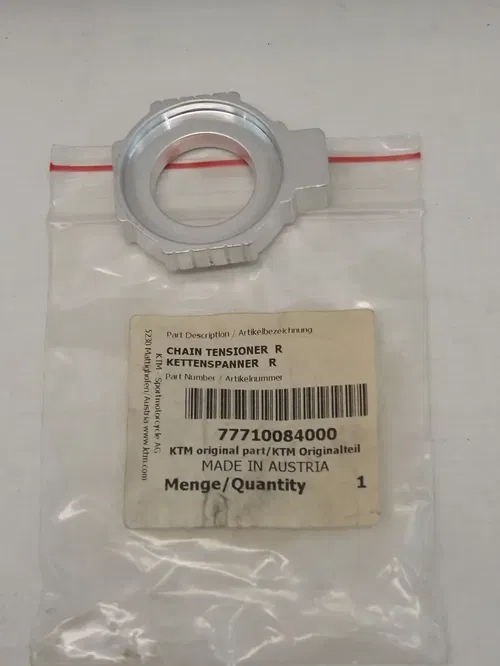 Part Description / Artikelbezeichnung
CHAIN TENSIONER R
KETTENSPANNER R
Part Number / Artikelnummer
77710084000
KTM original part/KTM Originalteil
MADE IN AUSTRIA
Menge/Quantity 1
KTM - Sportmotorcycle AG
5230 Mattighofen/Austria www.ktm.com